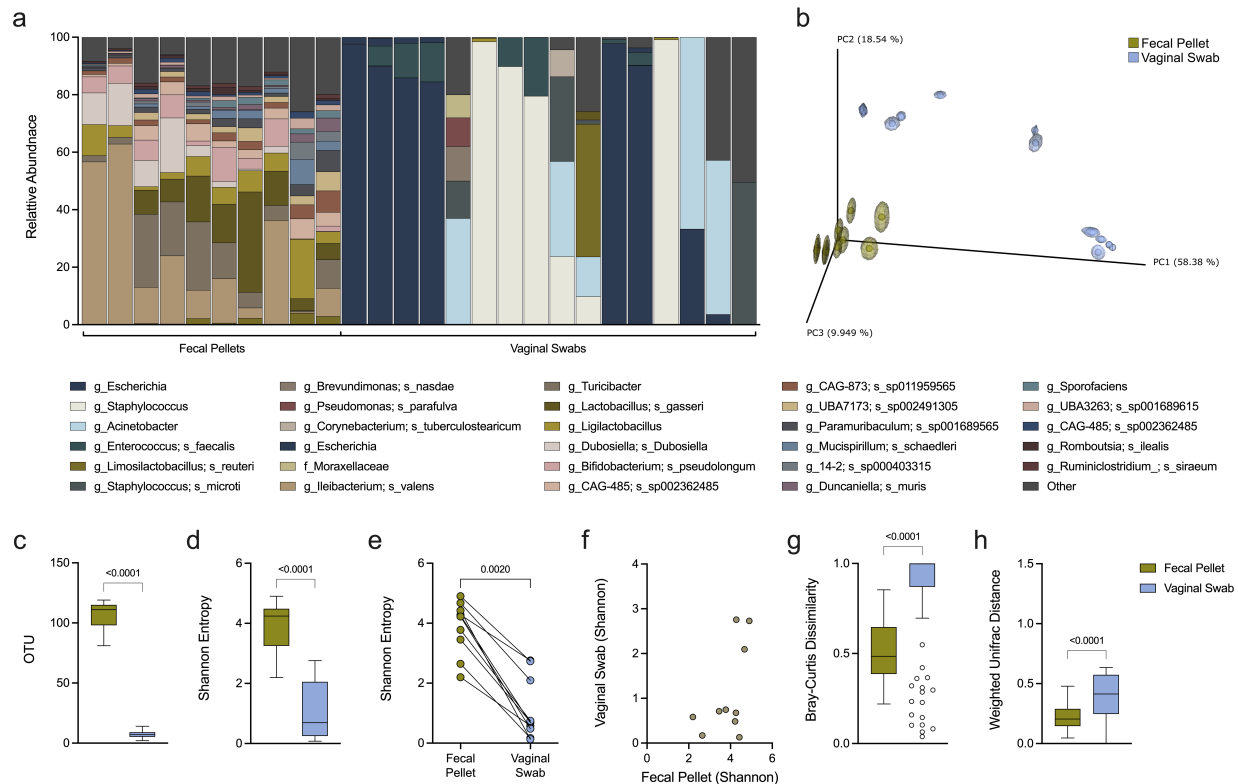 a
b
100
80
60
40
20
0
Relative Abundnace
Fecal Pellets
Vaginal Swabs
PC2 (18.54 %)
PC1 (58.38 %)
PC3 (9.949 %)
Fecal Pellet
Vaginal Swab
g_Escherichia
g_Staphylococcus
g_Acinetobacter
g_Enterococcus; s_faecalis
g_Limosilactobacillus; s_reuteri
g_Staphylococcus; s_microti
g_Brevundimonas; s_nasdae
g_Pseudomonas; s_parafulva
g_Corynebacterium; s_tuberculostearicum
g_Escherichia
f_Moraxellaceae
g_Ileibacterium; s_valens
g_Turicibacter
g_Lactobacillus; s_gasseri
g_Ligilactobacillus
g_Dubosiella; s_Dubosiella
g_Bifidobacterium; s_pseudolongum
g_CAG-485; s_sp002362485
g_CAG-873; s_sp011959565
g_UBA7173; s_sp002491305
g_Paramuribaculum; s_sp001689565
g_Mucispirillum; s_schaedleri
g_14-2; s_sp000403315
g_Duncaniella; s_muris
g_Sporofaciens
g_UBA3263; s_sp001689615
g_CAG-485; s_sp002362485
g_Romboutsia; s_ilealis
g_Ruminiclostridium_; s_siraeum
Other
c
OTU
150
100
50
0
<0.0001
d
Shannon Entropy
6
4
2
0
<0.0001
e
Shannon Entropy
6
4
2
0
0.0020
Fecal
Pellet
Vaginal
Swab
f
Vaginal Swab (Shannon)
4
3
2
1
0
0
2
4
6
Fecal Pellet (Shannon)
g
Bray-Curtis Dissimilarity
1.0
0.5
0.0
<0.0001
h
Weighted Unifrac Distance
1.5
1.0
0.5
0.0
<0.0001
Fecal Pellet
Vaginal Swab